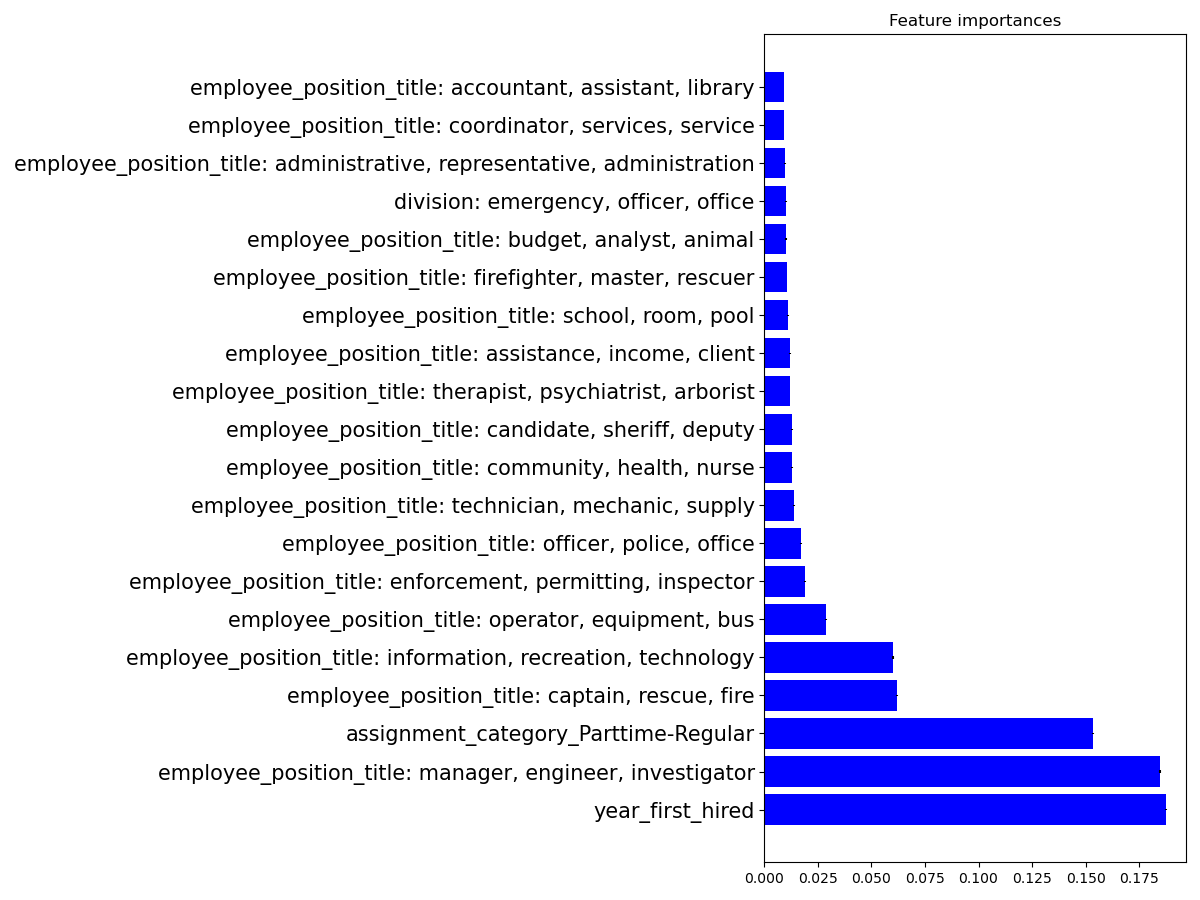 Feature importances
employee_position_title: accountant, assistant, library
employee_position_title: coordinator, services, service
employee_position_title: administrative, representative, administration
division: emergency, officer, office
employee_position_title: budget, analyst, animal
employee_position_title: firefighter, master, rescuer
employee_position_title: school, room, pool
employee_position_title: assistance, income, client
employee_position_title: therapist, psychiatrist, arborist
employee_position_title: candidate, sheriff, deputy
employee_position_title: community, health, nurse
employee_position_title: technician, mechanic, supply
employee_position_title: officer, police, office
employee_position_title: enforcement, permitting, inspector
employee_position_title: operator, equipment, bus
employee_position_title: information, recreation, technology
employee_position_title: captain, rescue, fire
assignment_category_Parttime-Regular
employee_position_title: manager, engineer, investigator
year_first_hired
0.000 0.025 0.050 0.075 0.100 0.125 0.150 0.175